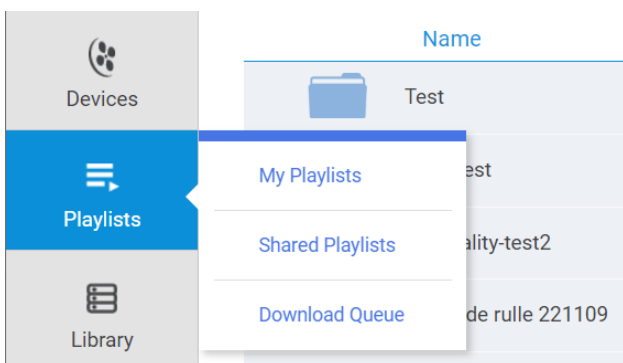 Name
Devices
Test
My Playlists
est
Playlists
Shared Playlists
ality-test2
Download Queue
de rulle 221109
Library